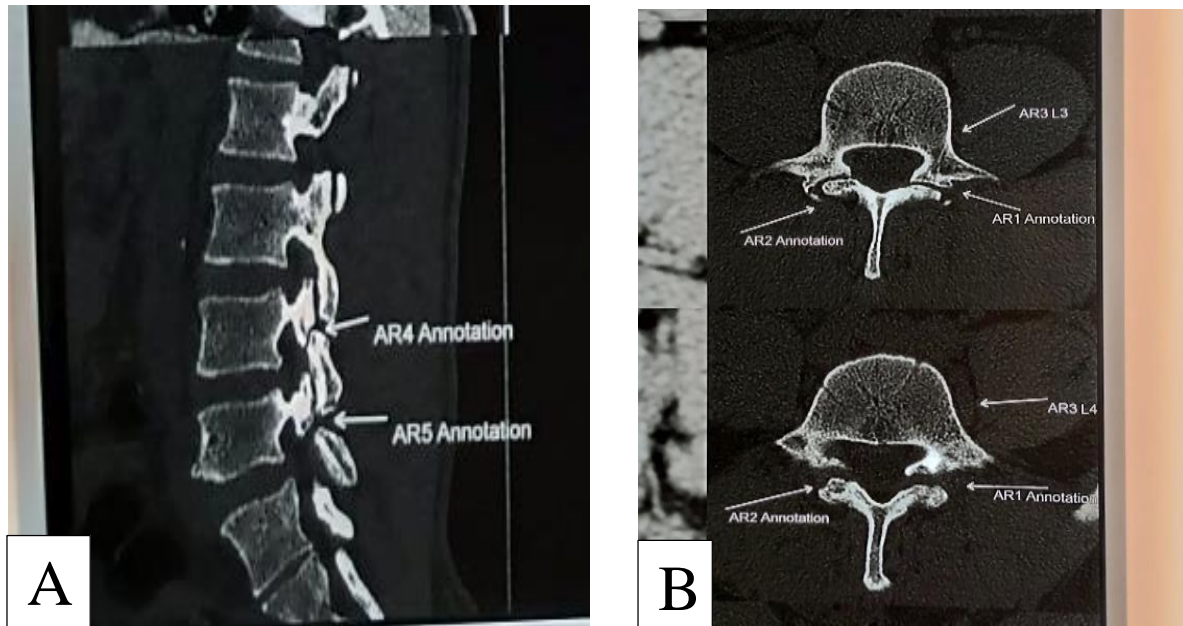 AR4 Annotation
AR5 Annotation
A
AR3 L3
AR1 Annotation
AR2 Annotation
AR3 L4
AR1 Annotation
AR2 Annotation
B